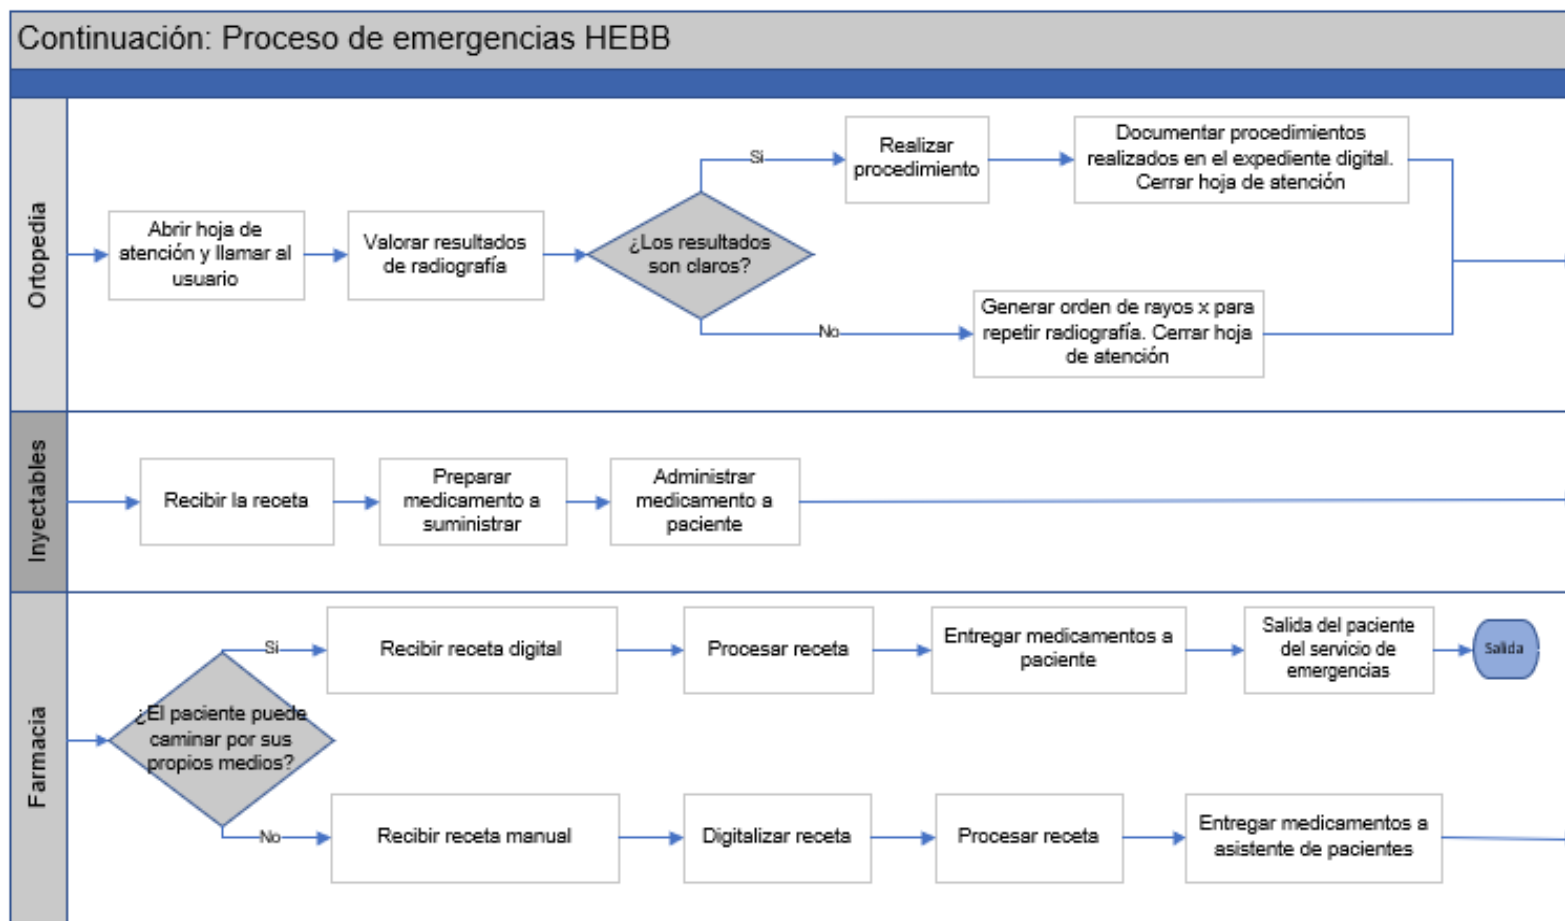 Continuación: Proceso de emergencias HEBB
Ortopedia
Abrir hoja de
atención y llamar al
usuario
Valorar resultados
de radiografía
¿Los resultados
son claros?
Si
Realizar
procedimiento
Documentar procedimientos
realizados en el expediente digital.
Cerrar hoja de atención
No
Generar orden de rayos x para
repetir radiografía. Cerrar hoja
de atención
Inyectables
Recibir la receta
Preparar
medicamento a
suministrar
Administrar
medicamento a
paciente
Farmacia
¿El paciente puede
caminar por sus
propios medios?
Si
Recibir receta digital
Procesar receta
Entregar medicamentos a
paciente
Salida del paciente
del servicio de
emergencias
Salida
No
Recibir receta manual
Digitalizar receta
Procesar receta
Entregar medicamentos a
asistente de pacientes